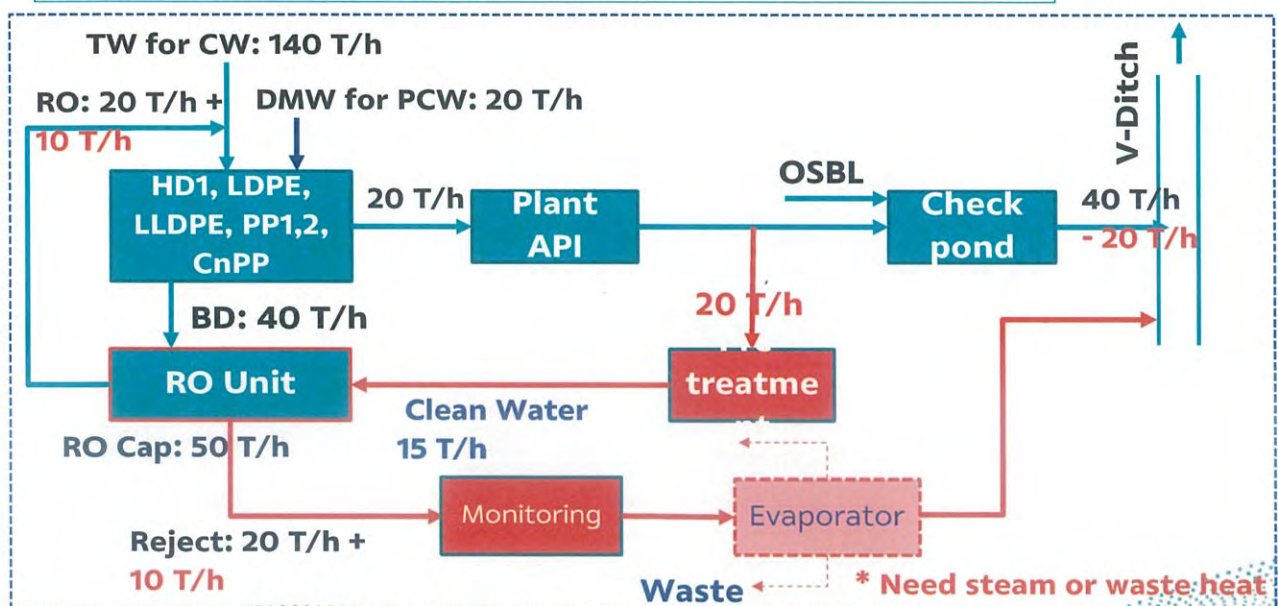 TW for CW: 140 T/h
RO: 20 T/h +
10 T/h
DMW for PCW: 20 T/h
HD1, LDPE,
LLDPE, PP1,2,
CnPP
20 T/h
Plant
API
OSBL
Check
pond
40 T/h
- 20 T/h
V-Ditch
BD: 40 T/h
20 T/h
RO Unit
treatme
nt
Clean Water
15 T/h
RO Cap: 50 T/h
Monitoring
Evaporator
Reject: 20 T/h +
10 T/h
Waste
* Need steam or waste heat